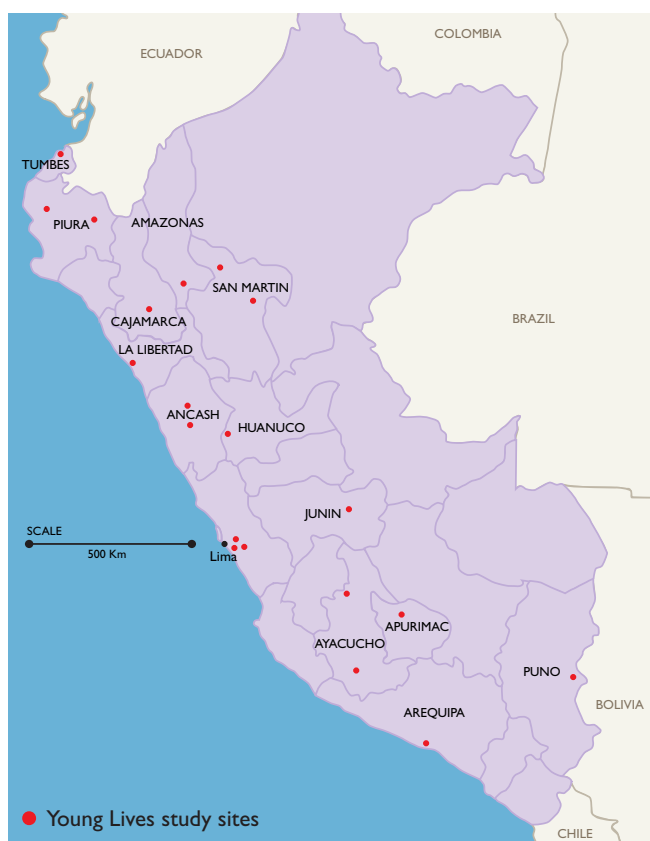 COLOMBIA
ECUADOR
TUMBES
PIURA
AMAZONAS
SAN MARTIN
CAJAMARCA
BRAZIL
LA LIBERTAD
ANCASH
HUANUCO
JUNIN
SCALE
500 Km
Lima
APURIMAC
AYACUCHO
PUNO
BOLIVIA
AREQUIPA
Young Lives study sites
CHILE